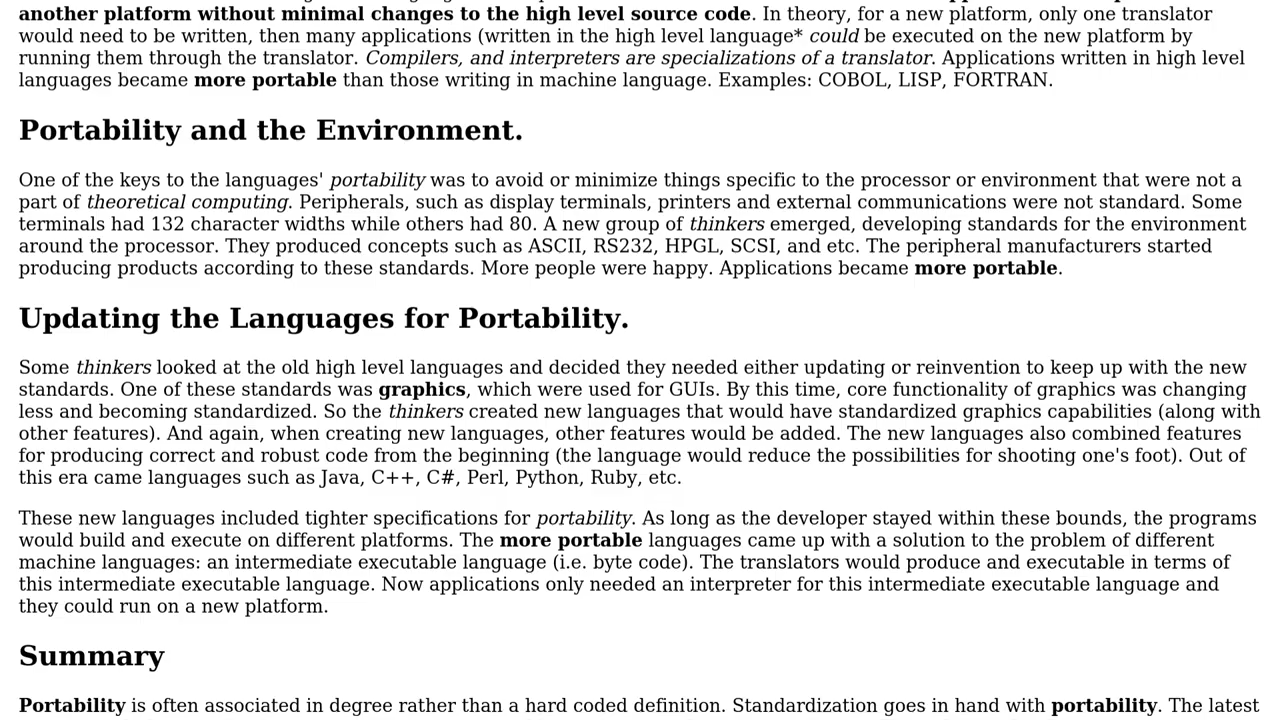 another platform without minimal changes to the high level source code. In theory, for a new platform, only one translator
would need to be written, then many applications (written in the high level language* could be executed on the new platform by
running them through the translator. Compilers, and interpreters are specializations of a translator. Applications written in high level
languages became more portable than those writing in machine language. Examples: COBOL, LISP, FORTRAN.
Portability and the Environment.
One of the keys to the languages' portability was to avoid or minimize things specific to the processor or environment that were not a
part of theoretical computing. Peripherals, such as display terminals, printers and external communications were not standard. Some
terminals had 132 character widths while others had 80. A new group of thinkers emerged, developing standards for the environment
around the processor. They produced concepts such as ASCII, RS232, HPGL, SCSI, and etc. The peripheral manufacturers started
producing products according to these standards. More people were happy. Applications became more portable.
Updating the Languages for Portability.
Some thinkers looked at the old high level languages and decided they needed either updating or reinvention to keep up with the new
standards. One of these standards was graphics, which were used for GUIs. By this time, core functionality of graphics was changing
less and becoming standardized. So the thinkers created new languages that would have standardized graphics capabilities (along with
other features). And again, when creating new languages, other features would be added. The new languages also combined features
for producing correct and robust code from the beginning (the language would reduce the possibilities for shooting one's foot). Out of
this era came languages such as Java, C++, C#, Perl, Python, Ruby, etc.
These new languages included tighter specifications for portability. As long as the developer stayed within these bounds, the programs
would build and execute on different platforms. The more portable languages came up with a solution to the problem of different
machine languages: an intermediate executable language (i.e. byte code). The translators would produce and executable in terms of
this intermediate executable language. Now applications only needed an interpreter for this intermediate executable language and
they could run on a new platform.
Summary
Portability is often associated in degree rather than a hard coded definition. Standardization goes in hand with portability. The latest